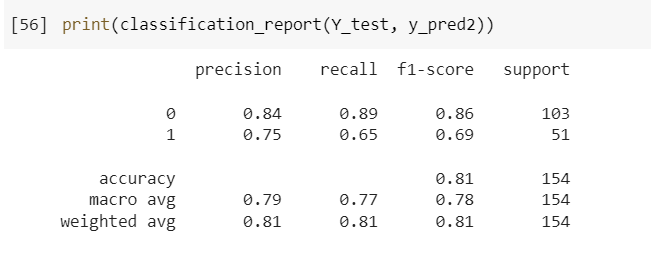 [56] print(classification_report(Y_test, y_pred2))
precision recall f1-score support
0 0.84 0.89 0.86 103
1 0.75 0.65 0.69 51
accuracy 0.81 154
macro avg 0.79 0.77 0.78 154
weighted avg 0.81 0.81 0.81 154